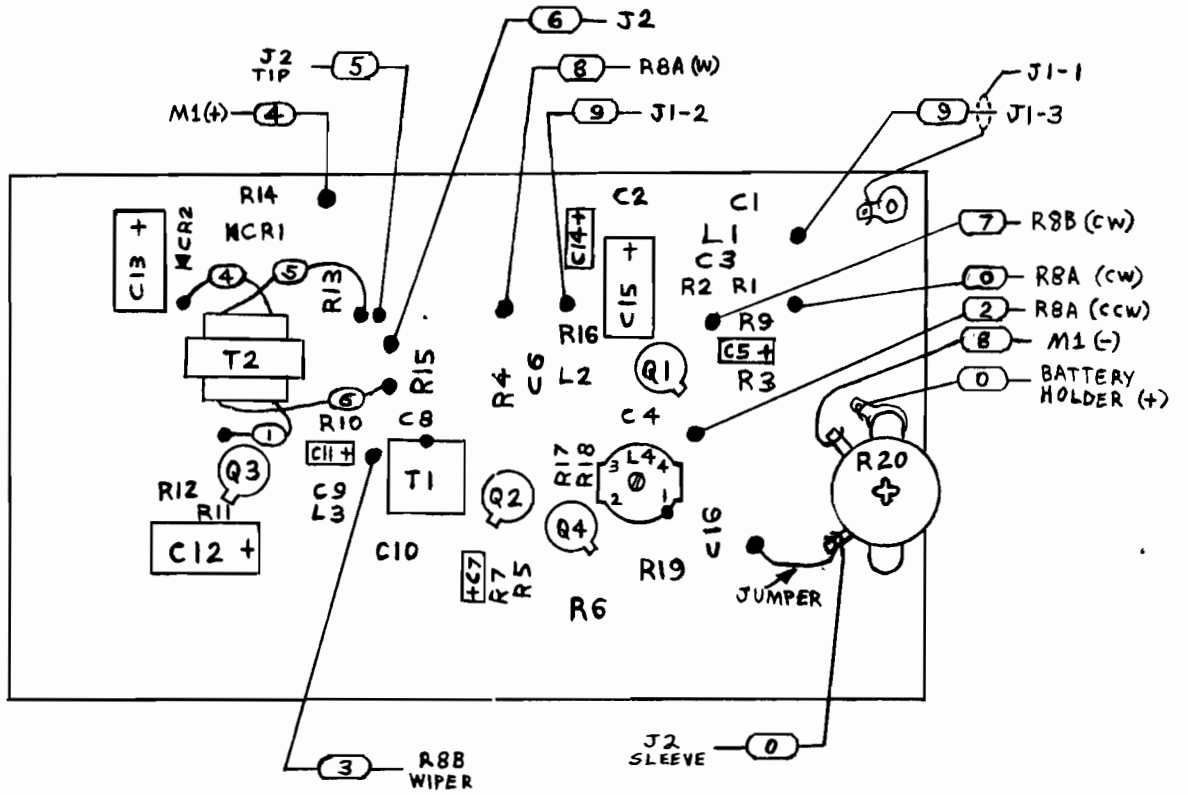 6 J2
J2 TIP 5
8 R8A (W)
M1(+) 4
9 J1-2
J1-1
9 J1-3
R14
C2
C1
0
C13 +
CR2
CR1
C14 +
L1
C3
7 R8B (CW)
4
5
R13
C15 +
R2 R1
0 R8A (CW)
R16
R9
2 R8A (CCW)
T2
R15
R4
C6
L2
Q1
C5 +
R3
8 M1 (-)
0 BATTERY
HOLDER (+)
6
R10
C8
C4
1
C11 +
Q3
T1
R17
R18
3 L4 4
2 1
R20
R12
R11
C9
L3
Q2
Q4
C16
C12 +
C10
+C7
R7
R5
R19
JUMPER
R6
J2
SLEEVE 0
3 R8B
WIPER